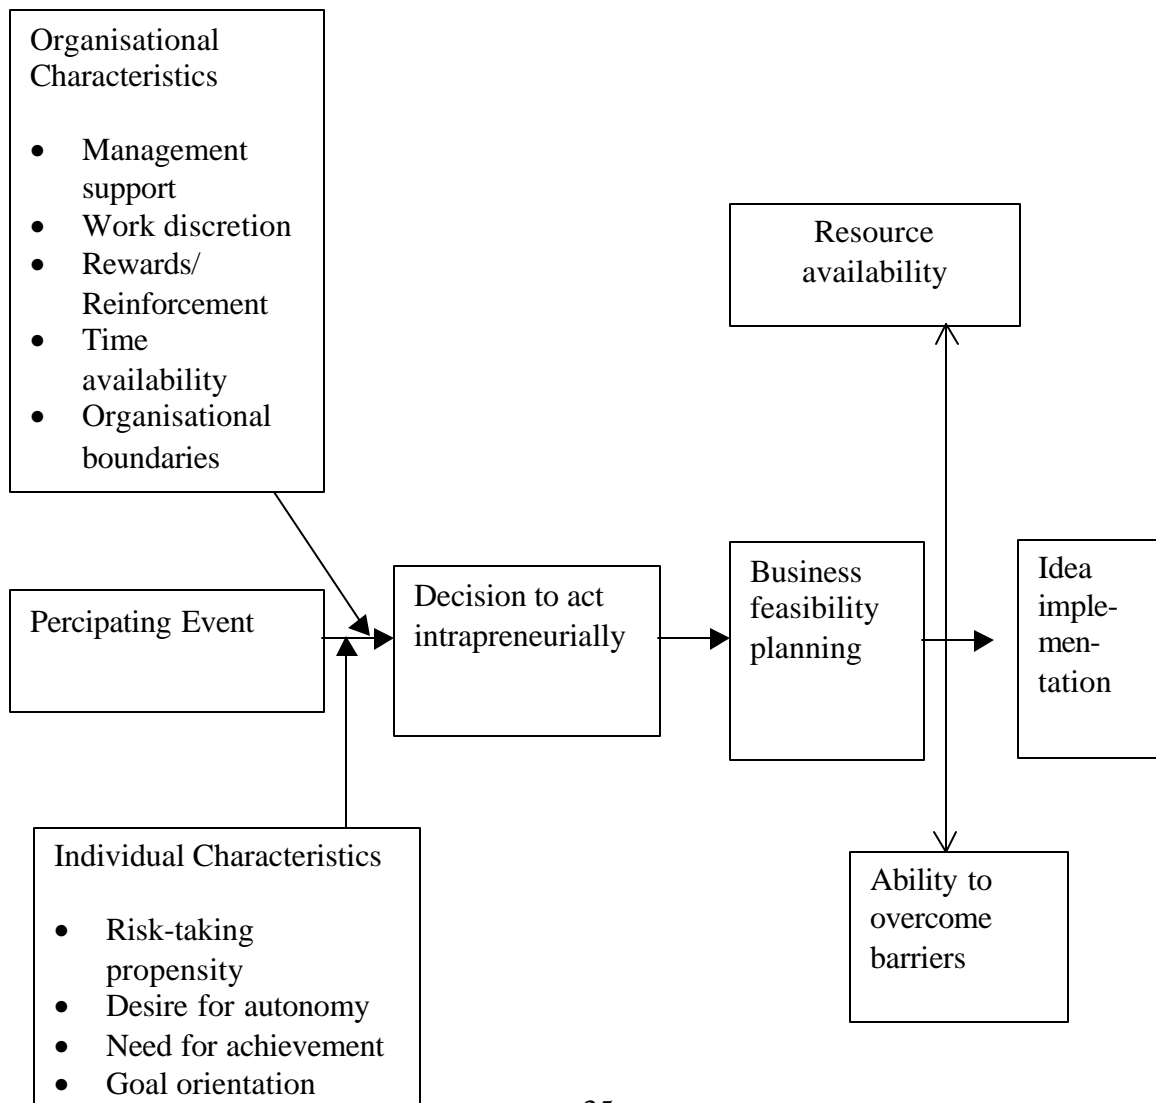 Organisational
Characteristics
• Management
support
• Work discretion
• Rewards/
Reinforcement
• Time
availability
• Organisational
boundaries
Resource
availability
Percipating Event
Decision to act
intrapreneurially
Business
feasibility
planning
Idea
imple-
men-
tation
Individual Characteristics
• Risk-taking
propensity
• Desire for autonomy
• Need for achievement
• Goal orientation
Ability to
overcome
barriers